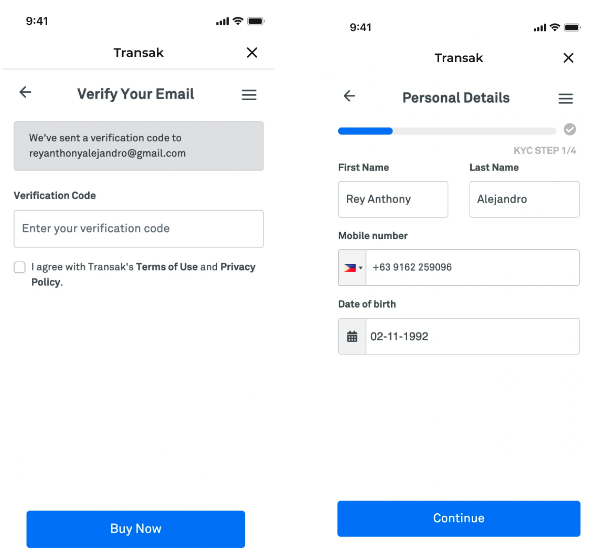 9:41
Transak
Verify Your Email
We've sent a verification code to
reyanthonyalejandro@gmail.com
Verification Code
Enter your verification code
I agree with Transak's Terms of Use and Privacy
Policy.
Buy Now
9:41
Transak
Personal Details
KYC STEP 1/4
First Name Last Name
Rey Anthony Alejandro
Mobile number
+63 9162 259096
Date of birth
02-11-1992
Continue